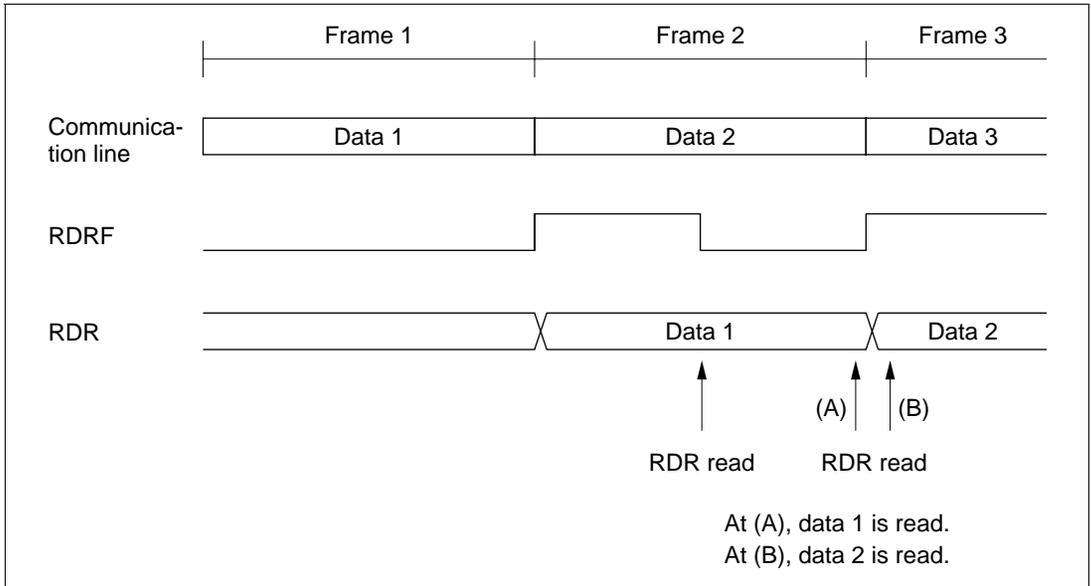 Frame 1 Frame 2 Frame 3
Communica-
tion line
Data 1 Data 2 Data 3
RDRF
RDR
Data 1 Data 2
(A) (B)
RDR read RDR read
At (A), data 1 is read.
At (B), data 2 is read.